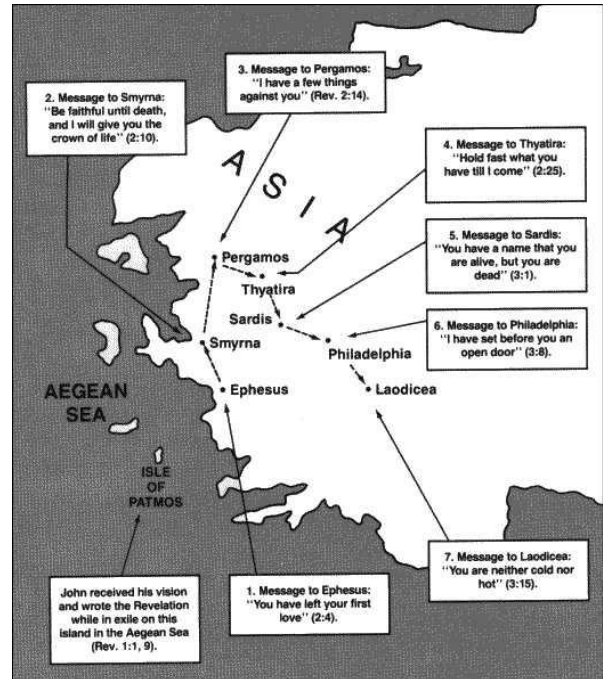 3. Message to Pergamos:
"I have a few things
against you" (Rev. 2:14).
2. Message to Smyrna:
"Be faithful until death,
and I will give you the
crown of life" (2:10).
4. Message to Thyatira:
"Hold fast what you
have till I come" (2:25).
ASIA
5. Message to Sardis:
"You have a name that you
are alive, but you are
dead" (3:1).
Pergamos
Thyatira
Sardis
6. Message to Philadelphia:
"I have set before you an
open door" (3:8).
Smyrna
Philadelphia
Ephesus
Laodicea
AEGEAN
SEA
ISLE
OF
PATMOS
7. Message to Laodicea:
"You are neither cold nor
hot" (3:15).
John received his vision
and wrote the Revelation
while in exile on this
island in the Aegean Sea
(Rev. 1:1, 9).
1. Message to Ephesus:
"You have left your first
love" (2:4).